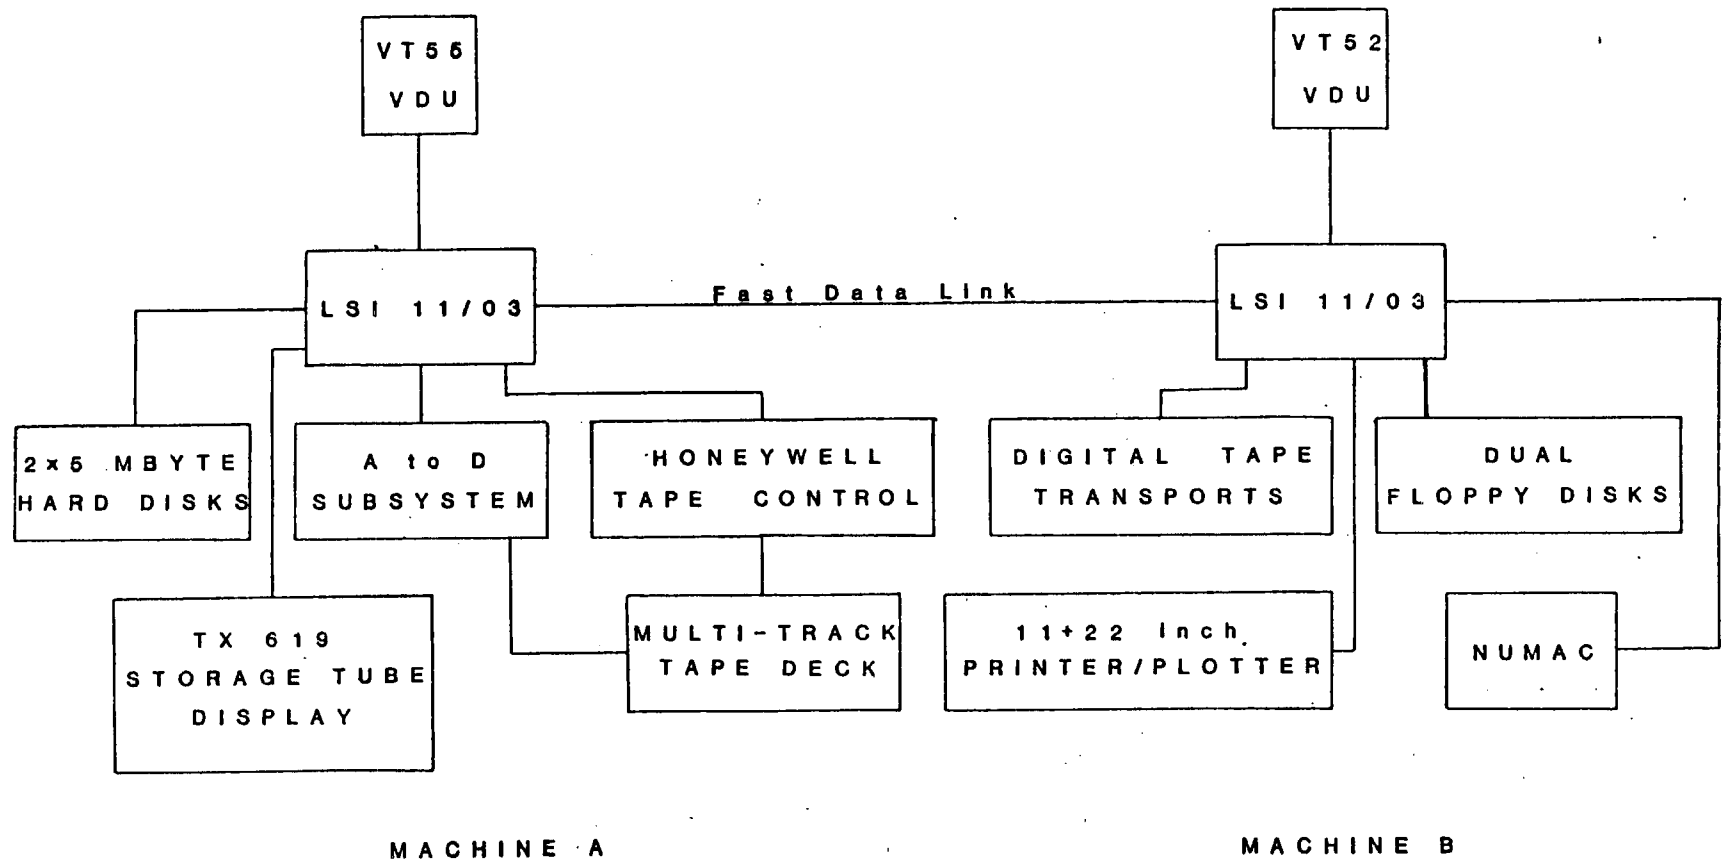 VT55
VDU
VT52
VDU
LSI 11/03
Fast Data Link
LSI 11/03
2x5 MBYTE
HARD DISKS
A to D
SUBSYSTEM
HONEYWELL
TAPE CONTROL
DIGITAL TAPE
TRANSPORTS
DUAL
FLOPPY DISKS
TX 619
STORAGE TUBE
DISPLAY
MULTI-TRACK
TAPE DECK
11+22 Inch
PRINTER/PLOTTER
NUMAC
MACHINE A
MACHINE B